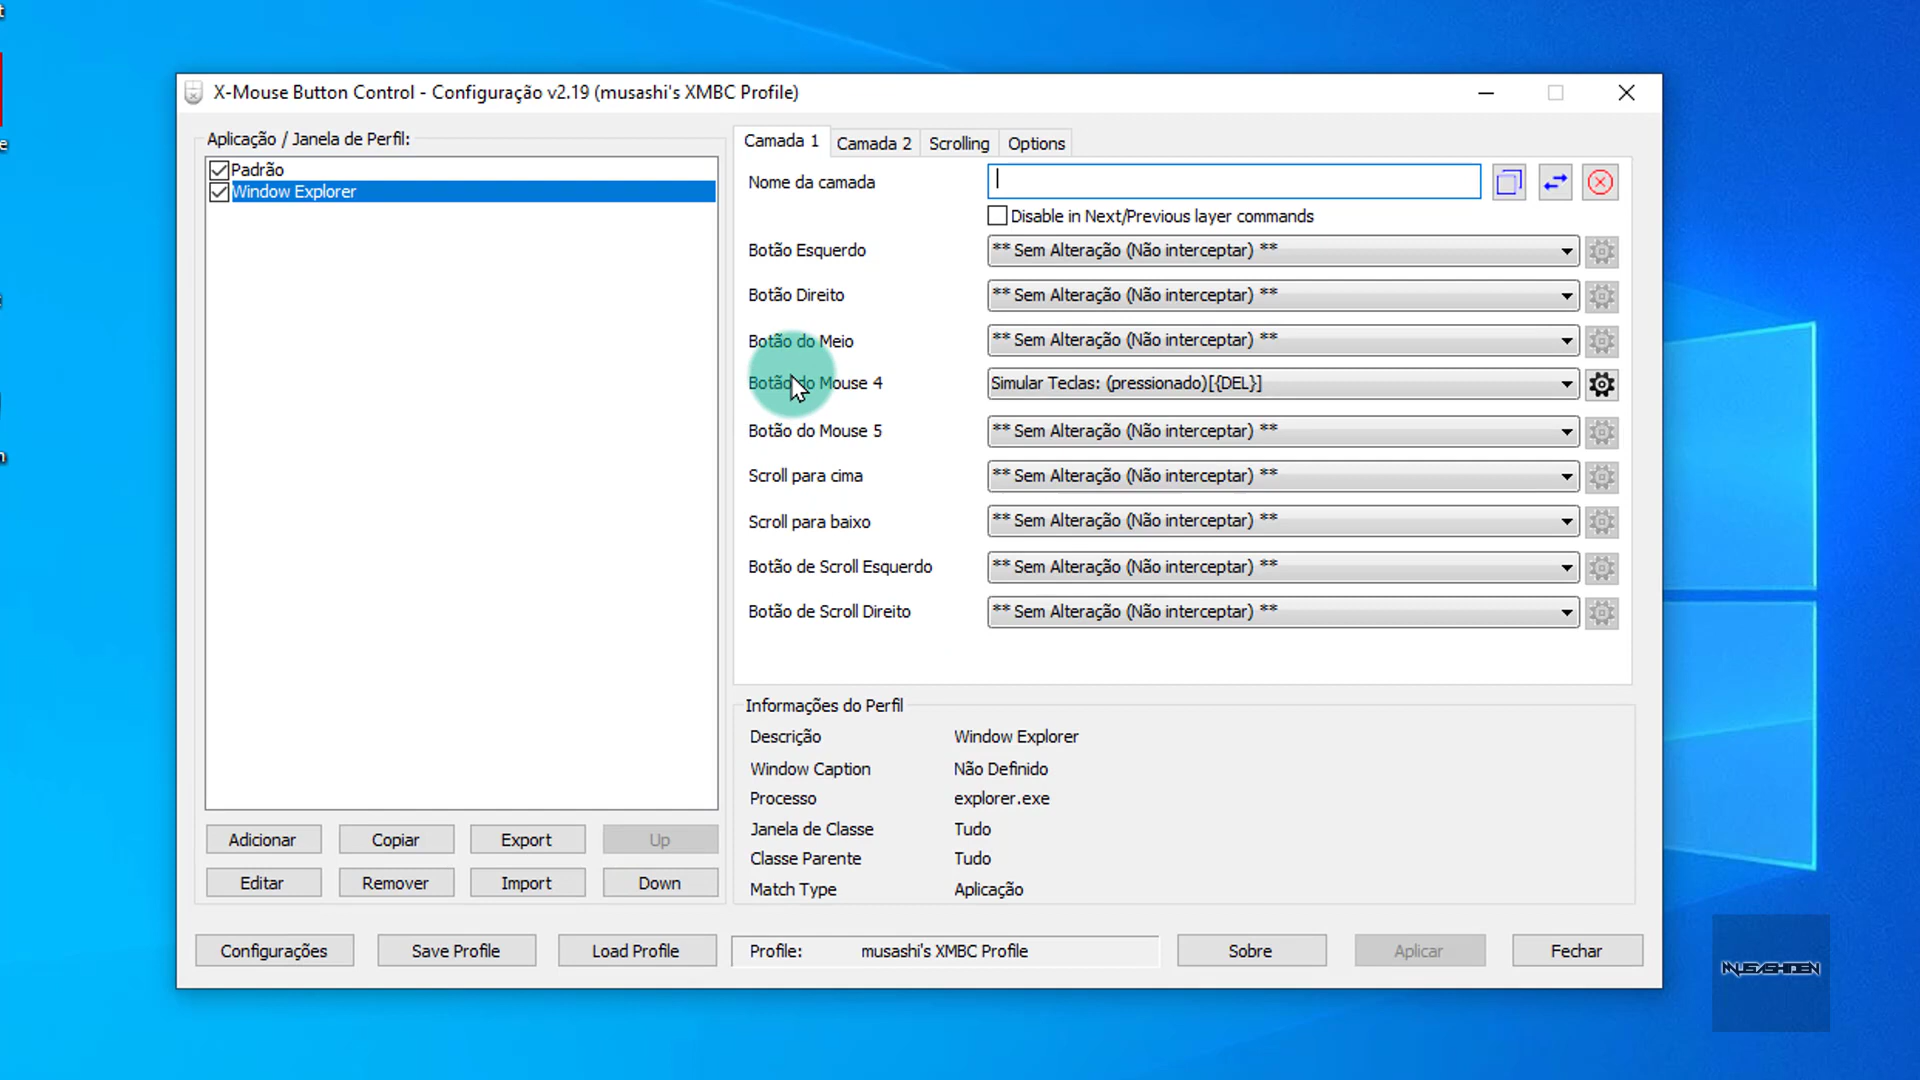 X-Mouse Button Control - Configuração v2.19 (musashi's XMBC Profile)
Aplicação / Janela de Perfil:
Padrão
Window Explorer
Adicionar Copiar Export Up
Editar Remover Import Down
Camada 1 Camada 2 Scrolling Options
Nome da camada
Disable in Next/Previous layer commands
Botão Esquerdo ** Sem Alteração (Não interceptar) **
Botão Direito ** Sem Alteração (Não interceptar) **
Botão do Meio ** Sem Alteração (Não interceptar) **
Botão do Mouse 4 Simular Teclas: (pressionado)[{DEL}]
Botão do Mouse 5 ** Sem Alteração (Não interceptar) **
Scroll para cima ** Sem Alteração (Não interceptar) **
Scroll para baixo ** Sem Alteração (Não interceptar) **
Botão de Scroll Esquerdo ** Sem Alteração (Não interceptar) **
Botão de Scroll Direito ** Sem Alteração (Não interceptar) **
Informações do Perfil
Descrição Window Explorer
Window Caption Não Definido
Processo explorer.exe
Janela de Classe Tudo
Classe Parente Tudo
Match Type Aplicação
Configurações Save Profile Load Profile Profile: musashi's XMBC Profile Sobre Aplicar Fechar
MUSASHIDEN